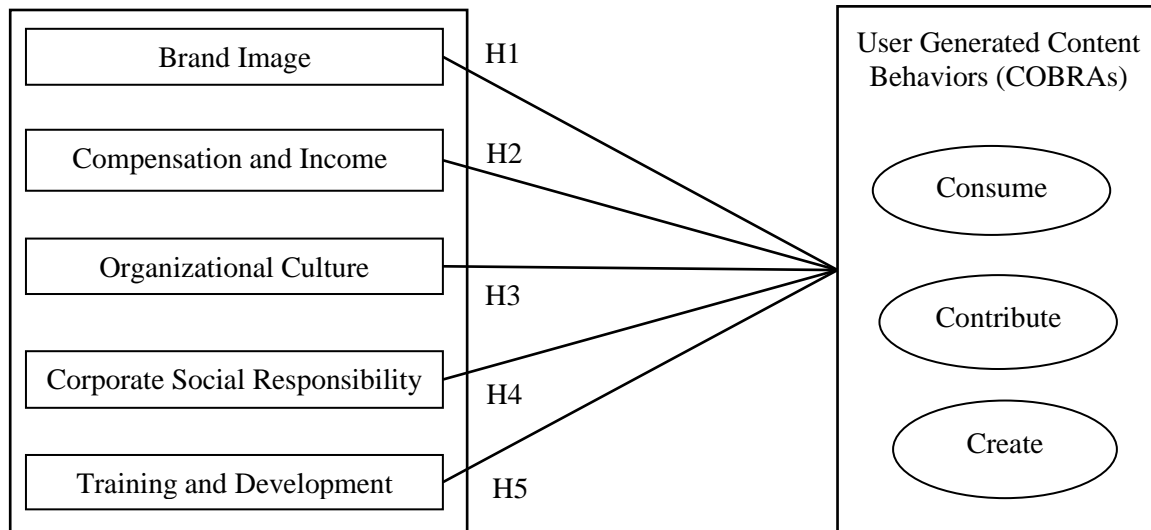 Brand Image
H1
Compensation and Income
H2
Organizational Culture
H3
Corporate Social Responsibility
H4
Training and Development
H5
User Generated Content
Behaviors (COBRAs)
Consume
Contribute
Create